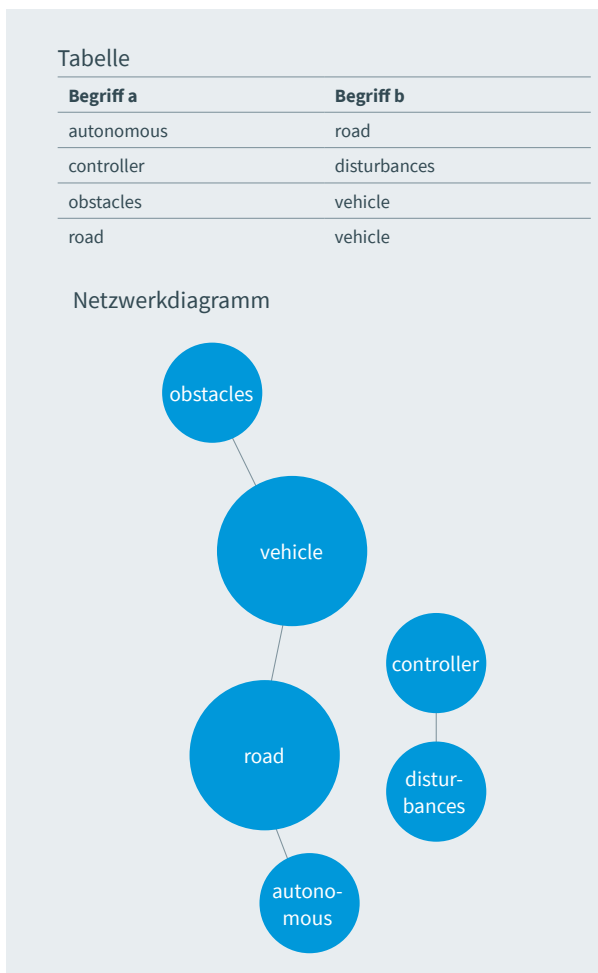 Tabelle
Begriff a Begriff b
autonomous road
controller disturbances
obstacles vehicle
road vehicle
Netzwerkdiagramm
obstacles
vehicle
controller
road
distur-
bances
autono-
mous